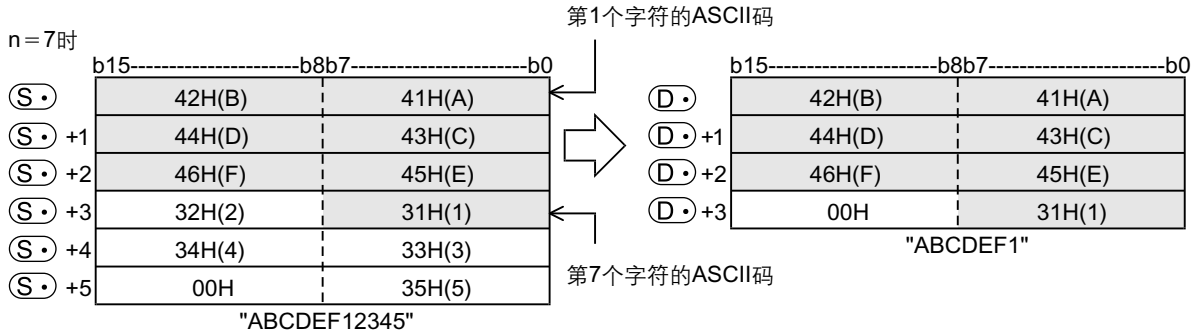 第1个字符的ASCII码
n＝7时
b15-----------------------b8b7-----------------------b0 b15-----------------------b8b7-----------------------b0
S・ 42H(B) 41H(A) D・ 42H(B) 41H(A)
S・ +1 44H(D) 43H(C) D・ +1 44H(D) 43H(C)
S・ +2 46H(F) 45H(E) D・ +2 46H(F) 45H(E)
S・ +3 32H(2) 31H(1) D・ +3 00H 31H(1)
S・ +4 34H(4) 33H(3) "ABCDEF1"
S・ +5 00H 35H(5) 第7个字符的ASCII码
"ABCDEF12345"